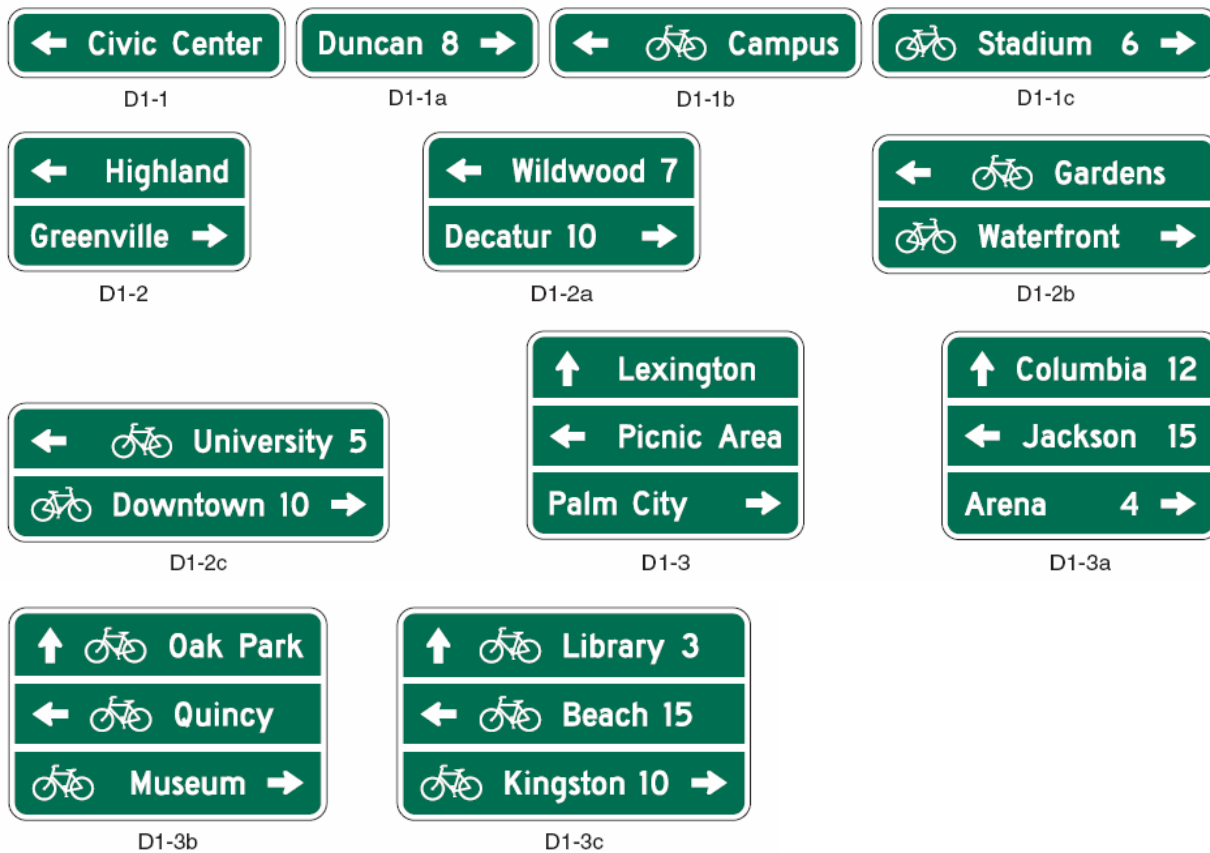 Civic Center
Duncan 8
Campus
Stadium 6
D1-1
D1-1a
D1-1b
D1-1c
Highland
Greenville
D1-2
Wildwood 7
Decatur 10
D1-2a
Gardens
Waterfront
D1-2b
University 5
Downtown 10
D1-2c
Lexington
Picnic Area
Palm City
D1-3
Columbia 12
Jackson 15
Arena 4
D1-3a
Oak Park
Quincy
Museum
D1-3b
Library 3
Beach 15
Kingston 10
D1-3c